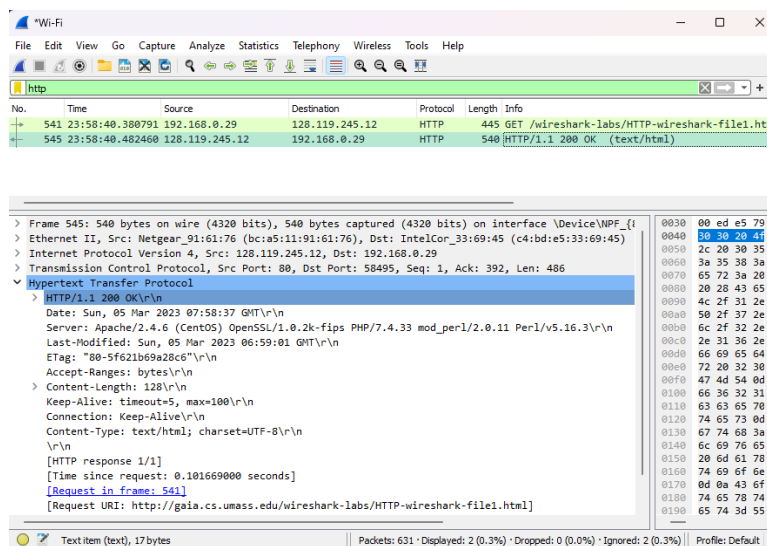 *Wi-Fi
File Edit View Go Capture Analyze Statistics Telephony Wireless Tools Help
http
No. Time Source Destination Protocol Length Info
541 23:58:40.380791 192.168.0.29 128.119.245.12 HTTP 445 GET /wireshark-labs/HTTP-wireshark-file1.ht
545 23:58:40.482460 128.119.245.12 192.168.0.29 HTTP 540 HTTP/1.1 200 OK (text/html)
Frame 545: 540 bytes on wire (4320 bits), 540 bytes captured (4320 bits) on interface \Device\NPF_{
Ethernet II, Src: Netgear_91:61:76 (bc:a5:11:91:61:76), Dst: IntelCor_33:69:45 (c4:bd:e5:33:69:45)
Internet Protocol Version 4, Src: 128.119.245.12, Dst: 192.168.0.29
Transmission Control Protocol, Src Port: 80, Dst Port: 58495, Seq: 1, Ack: 392, Len: 486
Hypertext Transfer Protocol
HTTP/1.1 200 OK\r\n
Date: Sun, 05 Mar 2023 07:58:37 GMT\r\n
Server: Apache/2.4.6 (CentOS) OpenSSL/1.0.2k-fips PHP/7.4.33 mod_perl/2.0.11 Perl/v5.16.3\r\n
Last-Modified: Sun, 05 Mar 2023 06:59:01 GMT\r\n
ETag: "80-5f621b69a28c6"\r\n
Accept-Ranges: bytes\r\n
Content-Length: 128\r\n
Keep-Alive: timeout=5, max=100\r\n
Connection: Keep-Alive\r\n
Content-Type: text/html; charset=UTF-8\r\n
\r\n
[HTTP response 1/1]
[Time since request: 0.101669000 seconds]
[Request in frame: 541]
[Request URI: http://gaia.cs.umass.edu/wireshark-labs/HTTP-wireshark-file1.html]
0030 00 ed e5 79
0040 30 30 20 4f
0050 2c 20 30 35
0060 3a 35 38 3a
0070 65 72 3a 20
0080 20 28 43 65
0090 4c 2f 31 2e
00a0 50 2f 37 2e
00b0 6c 2f 32 2e
00c0 2e 31 36 2e
00d0 66 69 65 64
00e0 72 20 32 30
00f0 47 4d 54 0d
0100 66 36 32 31
0110 63 63 65 70
0120 74 65 73 0d
0130 67 74 68 3a
0140 6c 69 76 65
0150 20 6d 61 78
0160 74 69 6f 6e
0170 0d 0a 43 6f
0180 74 65 78 74
0190 65 74 3d 55
Text item (text), 17 bytes
Packets: 631 · Displayed: 2 (0.3%) · Dropped: 0 (0.0%) · Ignored: 2 (0.3%)
Profile: Default